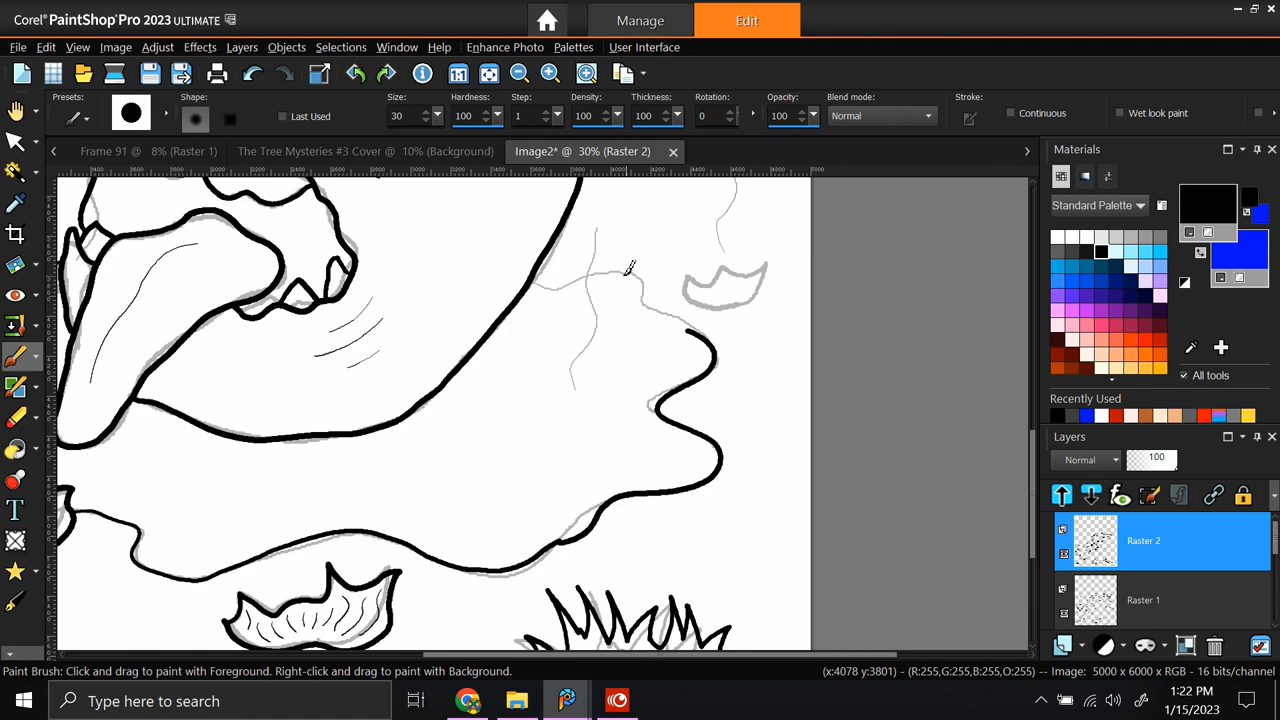 Corel® PaintShop® Pro 2023 ULTIMATE
Manage
Edit
File Edit View Image Adjust Effects Layers Objects Selections Window Help Enhance Photo Palettes User Interface
Presets: Shape: Size: Hardness: Step: Density: Thickness: Rotation: Opacity: Blend mode: Stroke:
Last Used 30 100 1 100 100 0 100 Normal Continuous Wet look paint
Frame 91 @ 8% (Raster 1) The Tree Mysteries #3 Cover @ 10% (Background) Image2* @ 30% (Raster 2)
Materials
Standard Palette
All tools
Recently Used
Layers
Normal 100
Raster 2
Raster 1
Paint Brush: Click and drag to paint with Foreground. Right-click and drag to paint with Background. (x:4078 y:3801) -- (R:255,G:255,B:255,O:255) -- Image: 5000 x 6000 x RGB - 16 bits/channel
Type here to search
1:22 PM
1/15/2023